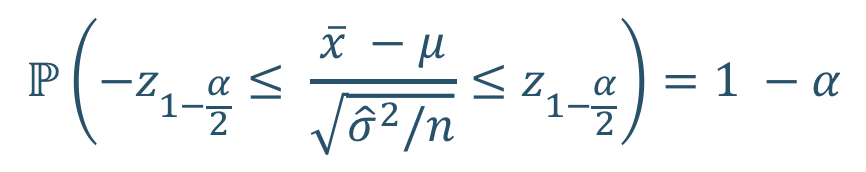 ℙ(−z_{1−α/2} ≤ (x̄ − μ)/√(σ̂²/n) ≤ z_{1−α/2}) = 1 − α